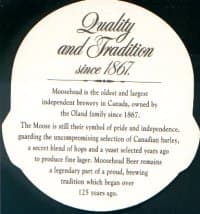 Quality
and Tradition
since 1867.
Moosehead is the oldest and largest
independent brewery in Canada, owned by
the Oland family since 1867.
The Moose is still their symbol of pride and independence,
guarding the uncompromising selection of Canadian barley,
a secret blend of hops and a yeast selected years ago
to produce fine lager. Moosehead Beer remains
a legendary part of a proud, brewing
tradition which began over
125 years ago.